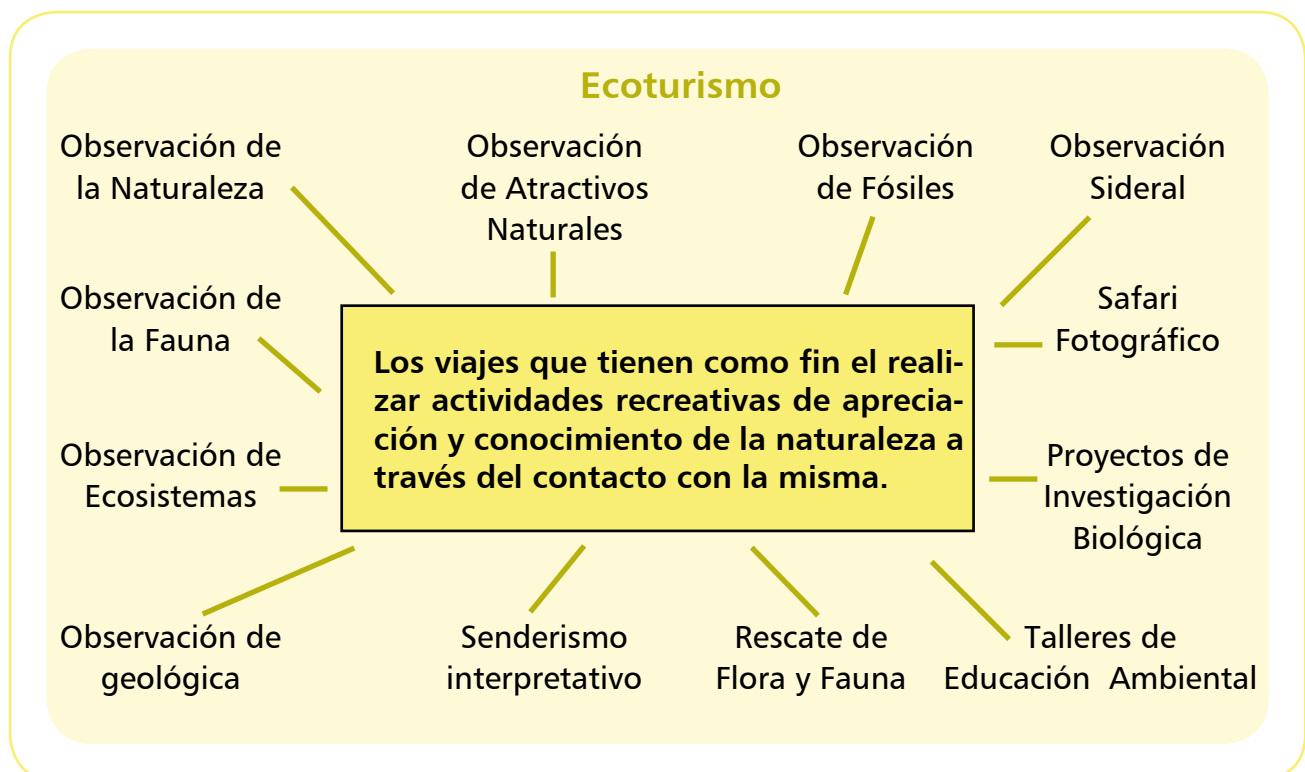 Ecoturismo
Observación de
la Naturaleza
Observación
de Atractivos
Naturales
Observación
de Fósiles
Observación
Sideral
Observación de
la Fauna
Safari
Fotográfico
Los viajes que tienen como fin el reali-
zar actividades recreativas de aprecia-
ción y conocimiento de la naturaleza a
través del contacto con la misma.
Observación de
Ecosistemas
Proyectos de
Investigación
Biológica
Observación de
geológica
Senderismo
interpretativo
Rescate de
Flora y Fauna
Talleres de
Educación Ambiental